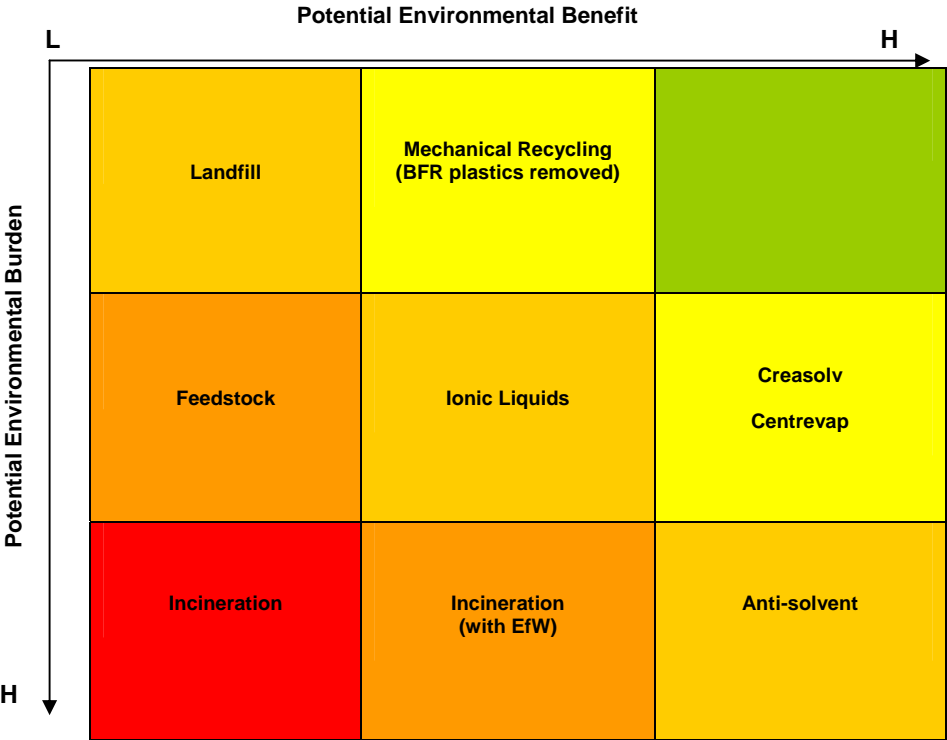 Potential Environmental Benefit
L
H
Landfill
Mechanical Recycling
(BFR plastics removed)
Potential Environmental Burden
Feedstock
Ionic Liquids
Creasolv
Centrevap
Incineration
Incineration
(with EfW)
Anti-solvent
H